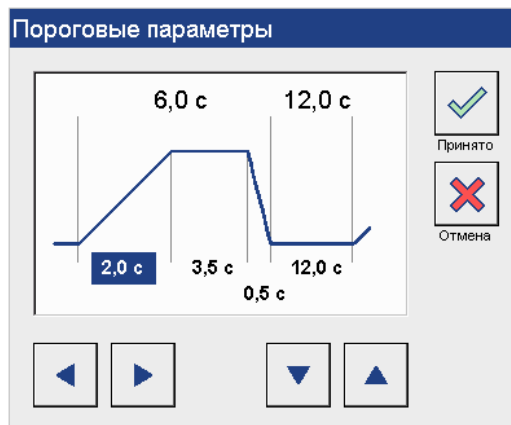 Пороговые параметры
6,0 с 12,0 с
Принято
2,0 с 3,5 с 12,0 с
0,5 с
Отмена